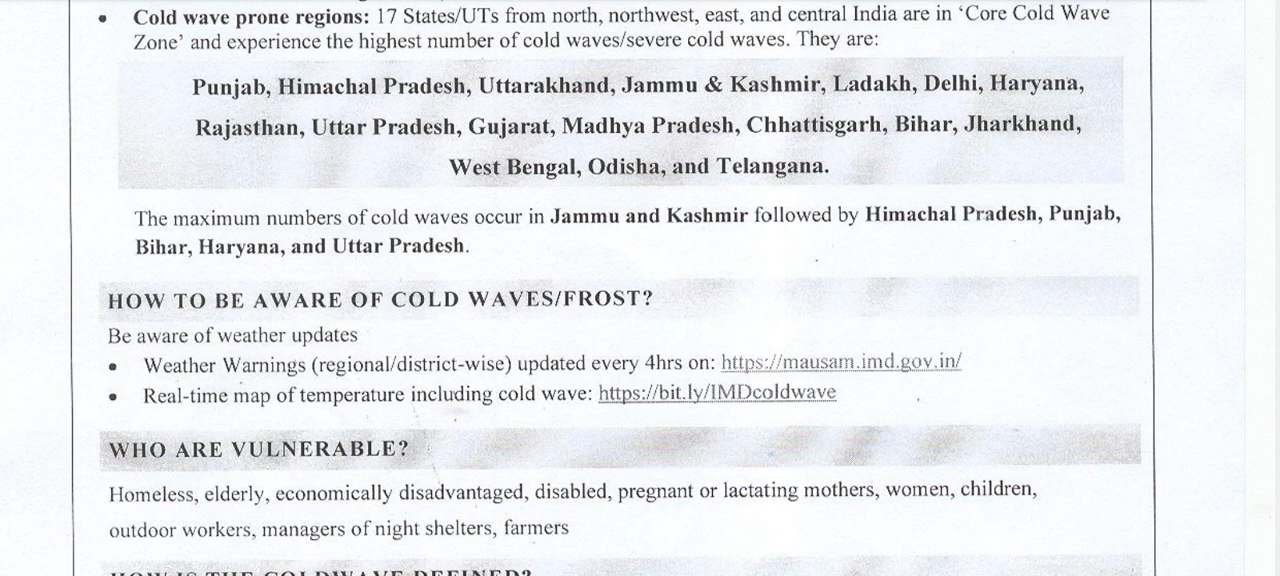 • Cold wave prone regions: 17 States/UTs from north, northwest, east, and central India are in ‘Core Cold Wave
Zone’ and experience the highest number of cold waves/severe cold waves. They are:
Punjab, Himachal Pradesh, Uttarakhand, Jammu & Kashmir, Ladakh, Delhi, Haryana,
Rajasthan, Uttar Pradesh, Gujarat, Madhya Pradesh, Chhattisgarh, Bihar, Jharkhand,
West Bengal, Odisha, and Telangana.
The maximum numbers of cold waves occur in Jammu and Kashmir followed by Himachal Pradesh, Punjab,
Bihar, Haryana, and Uttar Pradesh.
HOW TO BE AWARE OF COLD WAVES/FROST?
Be aware of weather updates
• Weather Warnings (regional/district-wise) updated every 4hrs on: https://mausam.imd.gov.in/
• Real-time map of temperature including cold wave: https://bit.ly/IMDcoldwave
WHO ARE VULNERABLE?
Homeless, elderly, economically disadvantaged, disabled, pregnant or lactating mothers, women, children,
outdoor workers, managers of night shelters, farmers
HOW IS THE COLDWAVE DEFINED?